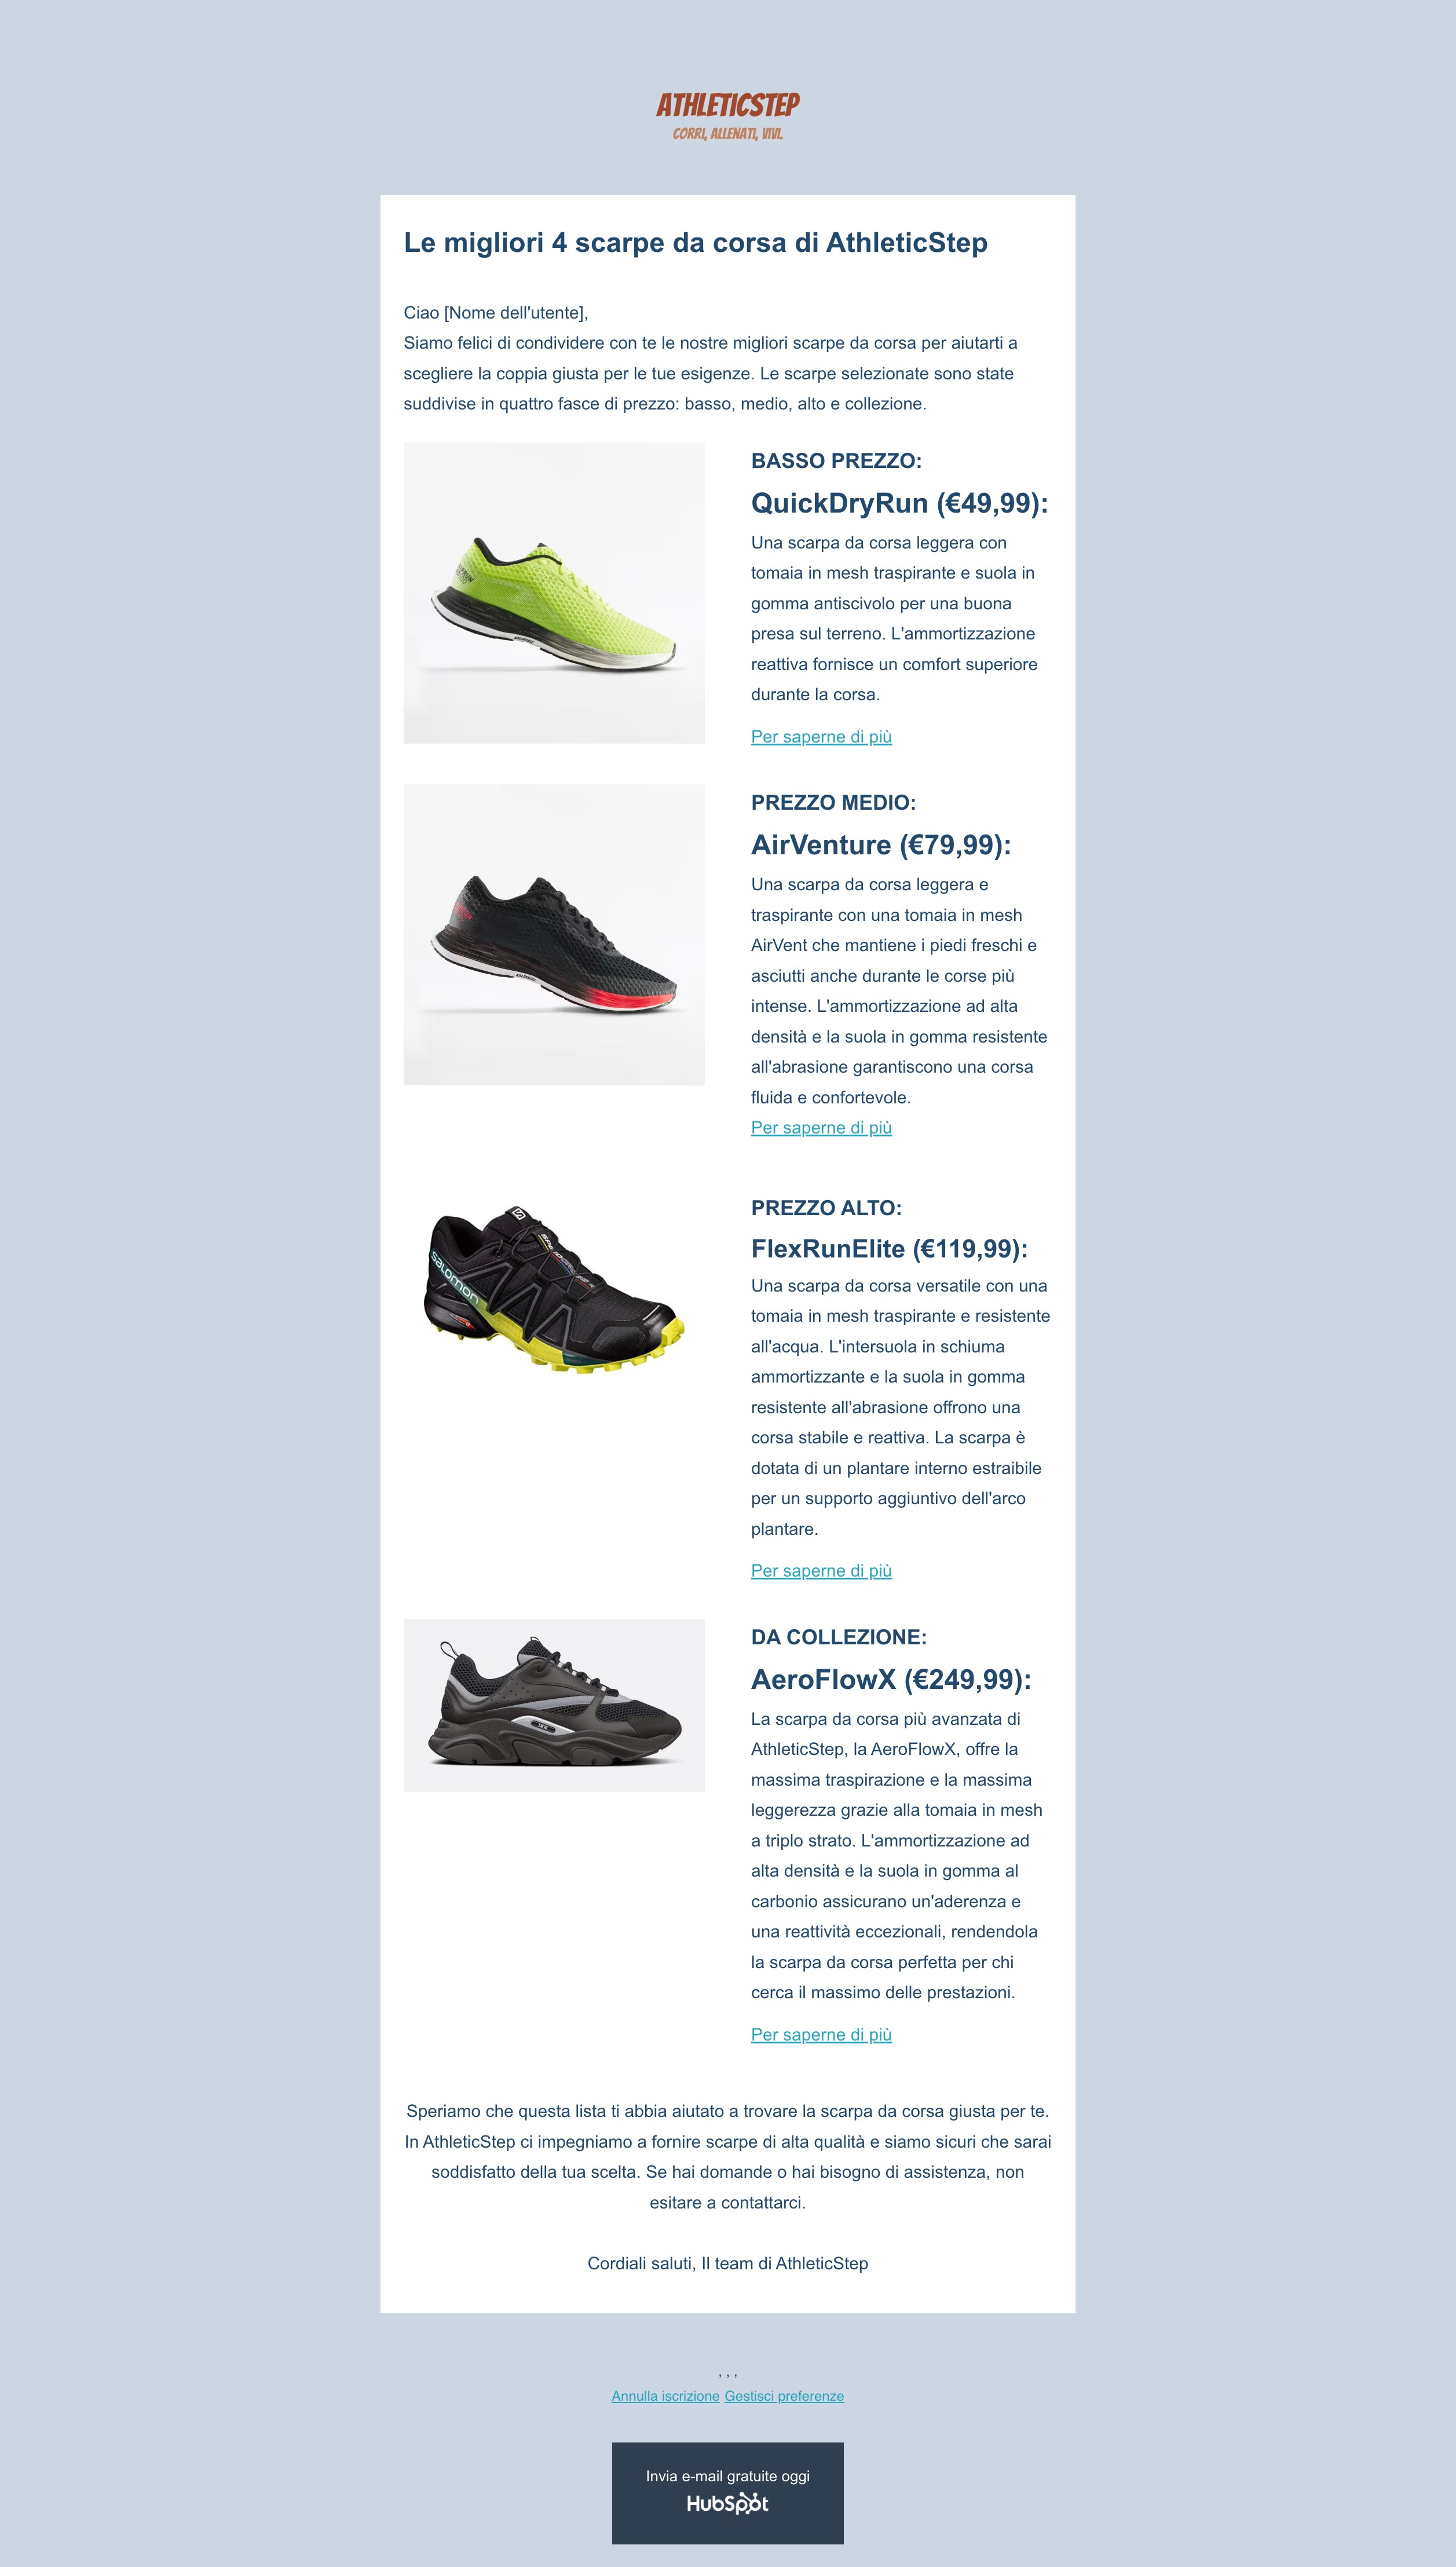 ATHLETICSTEP
CORRI, ALLENATI, VIVI.
Le migliori 4 scarpe da corsa di AthleticStep
Ciao [Nome dell'utente],
Siamo felici di condividere con te le nostre migliori scarpe da corsa per aiutarti a
scegliere la coppia giusta per le tue esigenze. Le scarpe selezionate sono state
suddivise in quattro fasce di prezzo: basso, medio, alto e collezione.
BASSO PREZZO:
QuickDryRun (€49,99):
Una scarpa da corsa leggera con
tomaia in mesh traspirante e suola in
gomma antiscivolo per una buona
presa sul terreno. L'ammortizzazione
reattiva fornisce un comfort superiore
durante la corsa.
Per saperne di più
PREZZO MEDIO:
AirVenture (€79,99):
Una scarpa da corsa leggera e
traspirante con una tomaia in mesh
AirVent che mantiene i piedi freschi e
asciutti anche durante le corse più
intense. L'ammortizzazione ad alta
densità e la suola in gomma resistente
all'abrasione garantiscono una corsa
fluida e confortevole.
Per saperne di più
salomon
PREZZO ALTO:
FlexRunElite (€119,99):
Una scarpa da corsa versatile con una
tomaia in mesh traspirante e resistente
all'acqua. L'intersuola in schiuma
ammortizzante e la suola in gomma
resistente all'abrasione offrono una
corsa stabile e reattiva. La scarpa è
dotata di un plantare interno estraibile
per un supporto aggiuntivo dell'arco
plantare.
Per saperne di più
DA COLLEZIONE:
AeroFlowX (€249,99):
La scarpa da corsa più avanzata di
AthleticStep, la AeroFlowX, offre la
massima traspirazione e la massima
leggerezza grazie alla tomaia in mesh
a triplo strato. L'ammortizzazione ad
alta densità e la suola in gomma al
carbonio assicurano un'aderenza e
una reattività eccezionali, rendendola
la scarpa da corsa perfetta per chi
cerca il massimo delle prestazioni.
Per saperne di più
Speriamo che questa lista ti abbia aiutato a trovare la scarpa da corsa giusta per te.
In AthleticStep ci impegniamo a fornire scarpe di alta qualità e siamo sicuri che sarai
soddisfatto della tua scelta. Se hai domande o hai bisogno di assistenza, non
esitare a contattarci.
Cordiali saluti, Il team di AthleticStep
, , ,
Annulla iscrizione Gestisci preferenze
Invia e-mail gratuite oggi
HubSpot